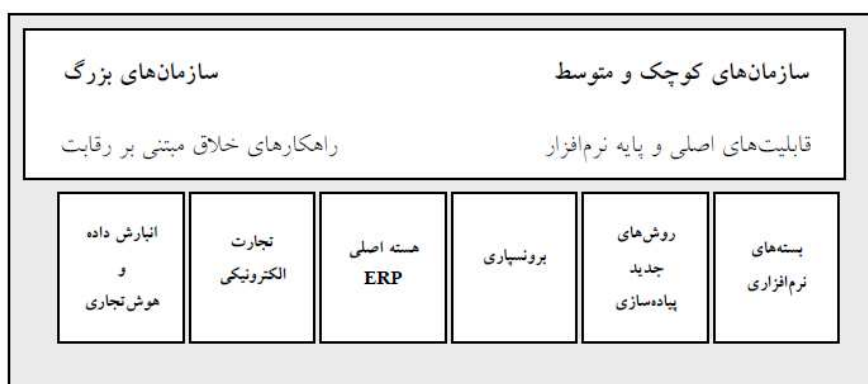 سازمان‌های کوچک و متوسط
سازمان‌های بزرگ
قابلیت‌های اصلی و پایه نرم‌افزار
راهکارهای خلاق مبتنی بر رقابت
بسته‌های
نرم‌افزاری
روش‌های
جدید
پیاده‌سازی
برونسپاری
هسته اصلی
ERP
تجارت
الکترونیکی
انبارش داده
و
هوش‌تجاری